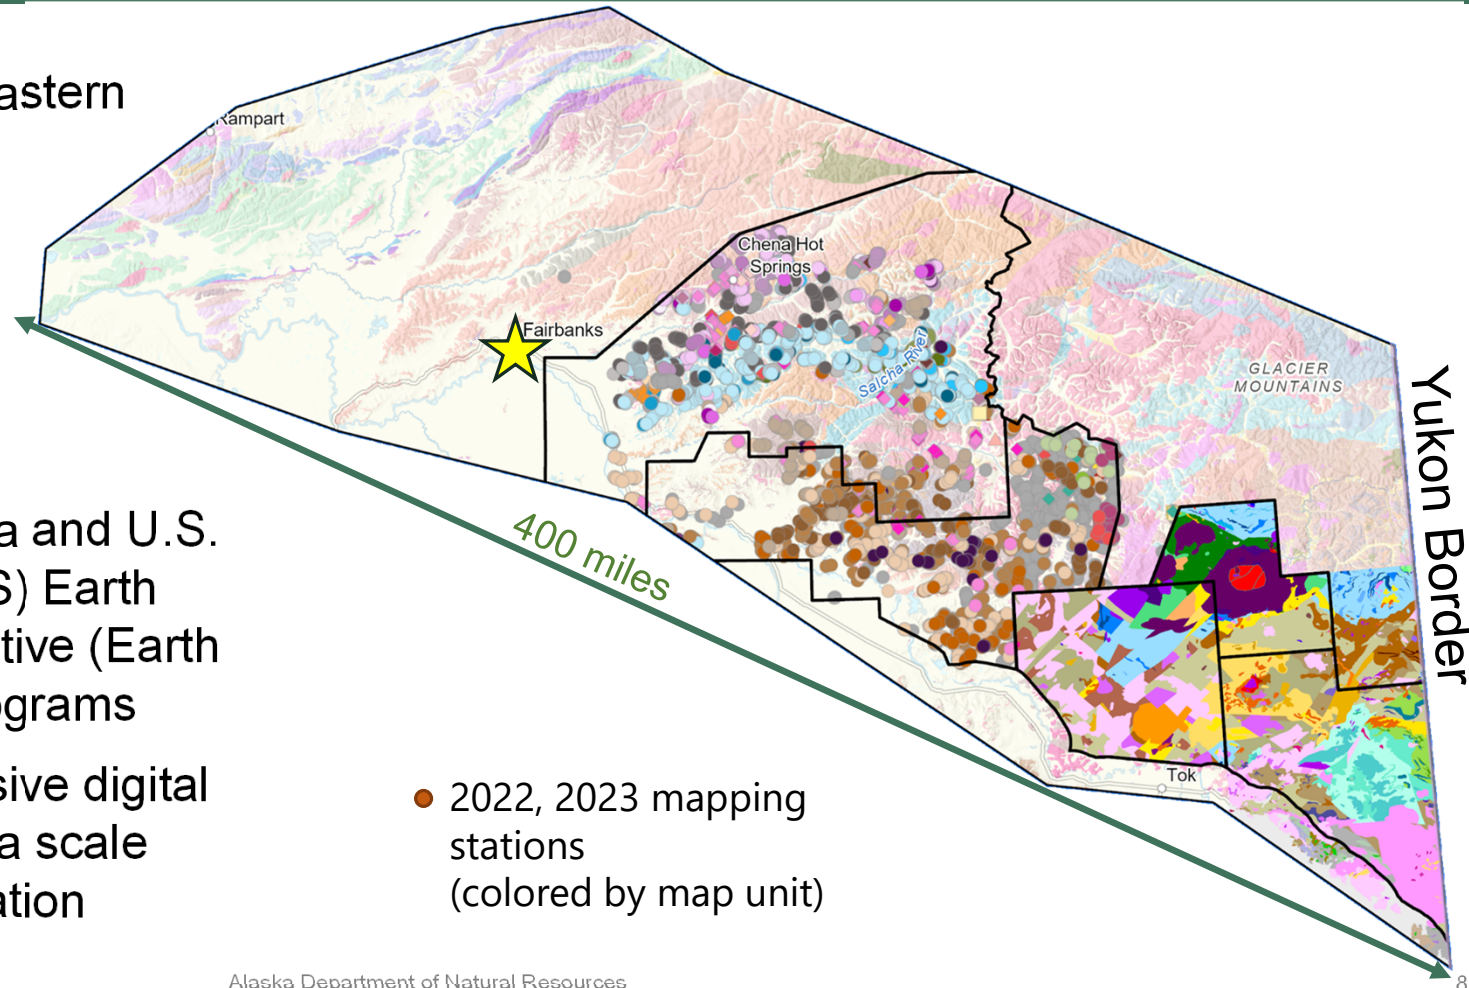 astern
Rampart
Chena Hot
Springs
Fairbanks
Salcha River
GLACIER
MOUNTAINS
Yukon Border
400 miles
a and U.S.
S) Earth
tive (Earth
ograms
sive digital
a scale
ation
Tok
2022, 2023 mapping
stations
(colored by map unit)
Alaska Department of Natural Resources
8